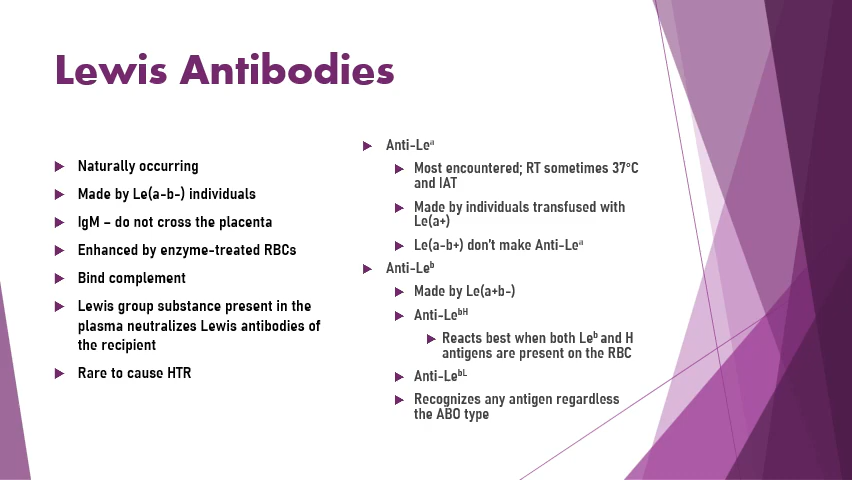 Lewis Antibodies
Naturally occurring
Made by Le(a-b-) individuals
IgM – do not cross the placenta
Enhanced by enzyme-treated RBCs
Bind complement
Lewis group substance present in the
plasma neutralizes Lewis antibodies of
the recipient
Rare to cause HTR
Anti-Leᵃ
Most encountered; RT sometimes 37°C
and IAT
Made by individuals transfused with
Le(a+)
Le(a-b+) don't make Anti-Leᵃ
Anti-Leᵇ
Made by Le(a+b-)
Anti-Leᵇᴴ
Reacts best when both Leᵇ and H
antigens are present on the RBC
Anti-Leᵇᴸ
Recognizes any antigen regardless
the ABO type